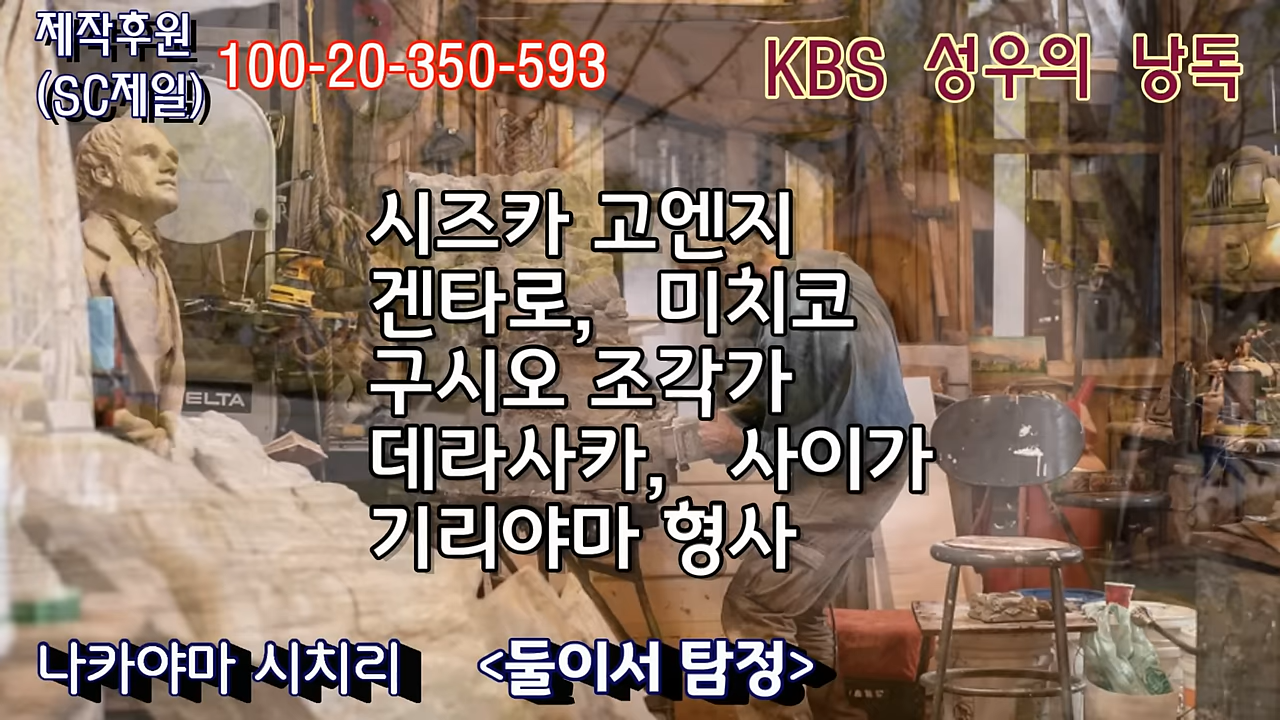 제작후원
(SC제일)
100-20-350-593
KBS 성우의 낭독
시즈카 고엔지
겐타로, 미치코
구시오 조각가
데라사카, 사이가
기리야마 형사
ELTA
나카야마 시치리 <둘이서 탐정>